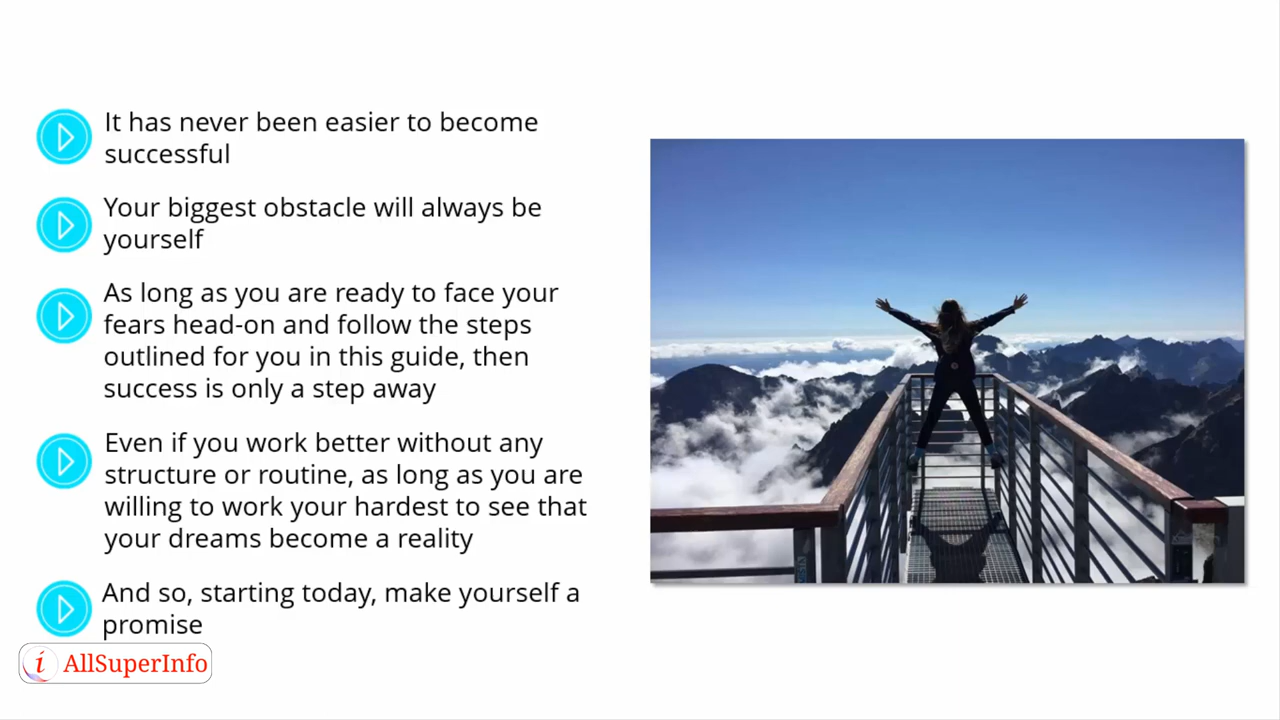 It has never been easier to become
successful
Your biggest obstacle will always be
yourself
As long as you are ready to face your
fears head-on and follow the steps
outlined for you in this guide, then
success is only a step away
Even if you work better without any
structure or routine, as long as you are
willing to work your hardest to see that
your dreams become a reality
And so, starting today, make yourself a
promise
i AllSuperInfo